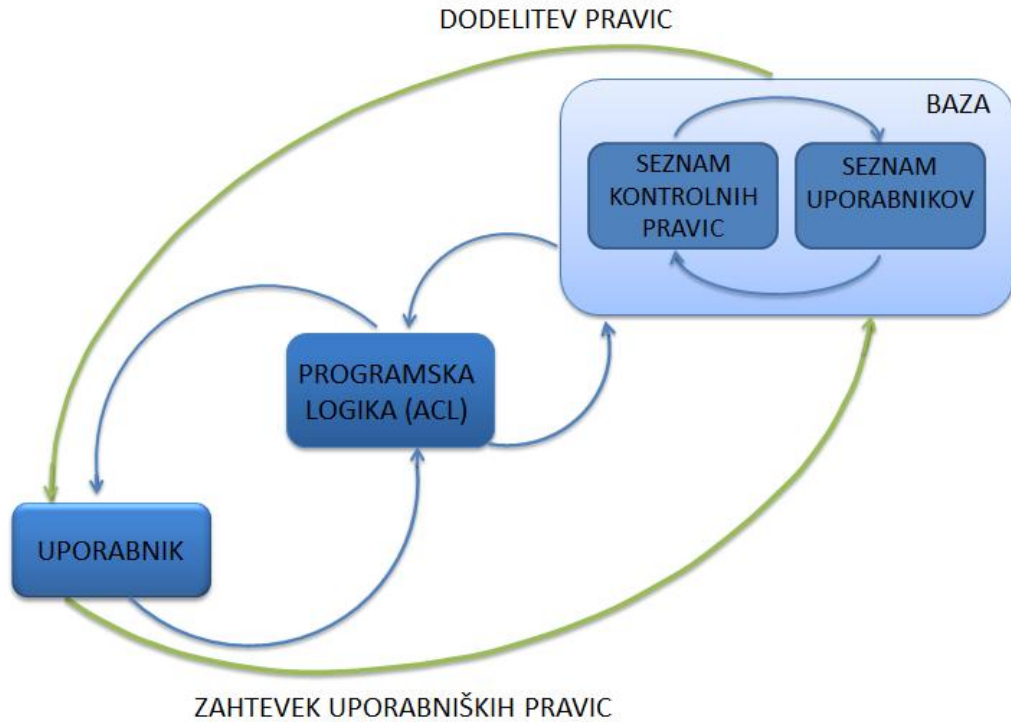 DODELITEV PRAVIC
BAZA
SEZNAM
KONTROLNIH
PRAVIC
SEZNAM
UPORABNIKOV
PROGRAMSKA
LOGIKA (ACL)
UPORABNIK
ZAHTEVEK UPORABNIŠKIH PRAVIC